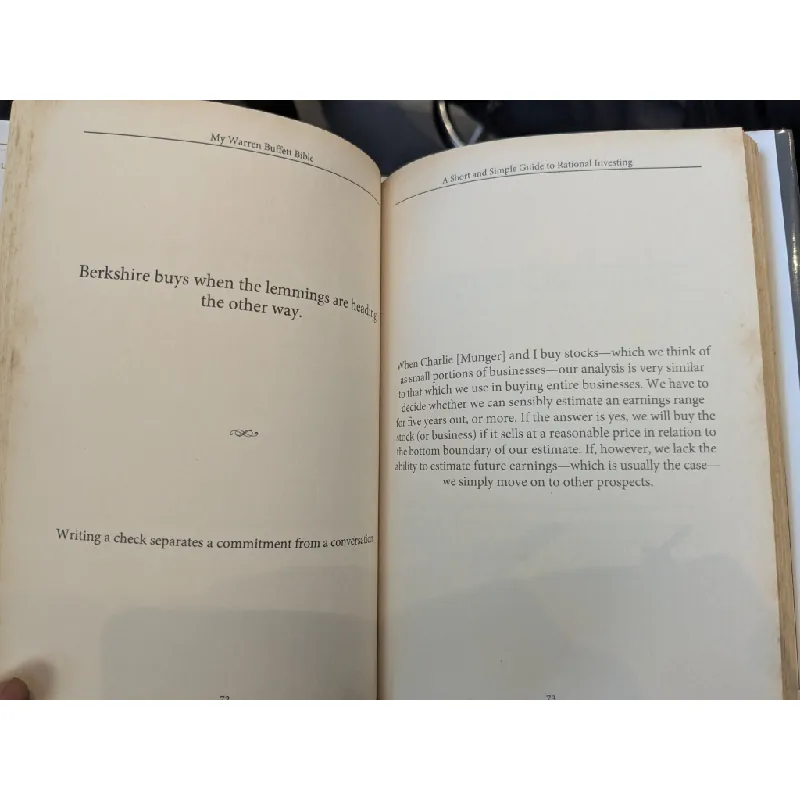 My Warren Buffett Bible
Berkshire buys when the lemmings are heading
the other way.
Writing a check separates a commitment from a conversation
A Short and Simple Guide to Rational Investing
When Charlie [Munger] and I buy stocks—which we think of
as small portions of businesses—our analysis is very similar
to that which we use in buying entire businesses. We have to
decide whether we can sensibly estimate an earnings range
for five years out, or more. If the answer is yes, we will buy the
stock (or business) if it sells at a reasonable price in relation to
the bottom boundary of our estimate. If, however, we lack the
ability to estimate future earnings—which is usually the case—
we simply move on to other prospects.
73